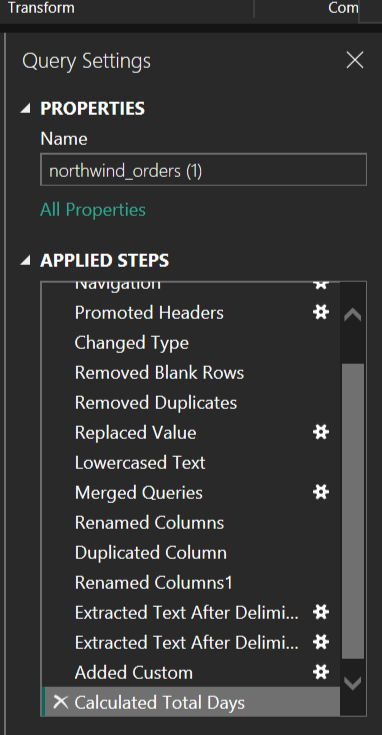 Transform
Com
Query Settings
PROPERTIES
Name
northwind_orders (1)
All Properties
APPLIED STEPS
Navigation
Promoted Headers
Changed Type
Removed Blank Rows
Removed Duplicates
Replaced Value
Lowercased Text
Merged Queries
Renamed Columns
Duplicated Column
Renamed Columns1
Extracted Text After Delimi...
Extracted Text After Delimi...
Added Custom
Calculated Total Days